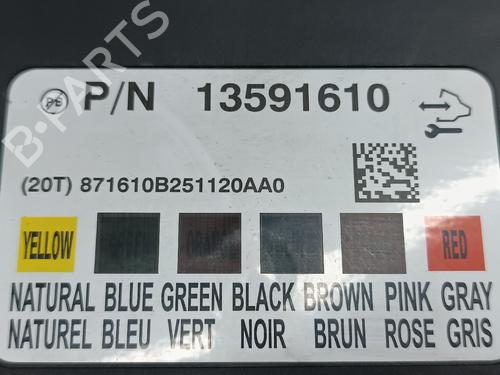 P/N 13591610
(20T) 871610B251120AA0
YELLOW RED
NATURAL BLUE GREEN BLACK BROWN PINK GRAY
NATUREL BLEU VERT NOIR BRUN ROSE GRIS
B-PARTS